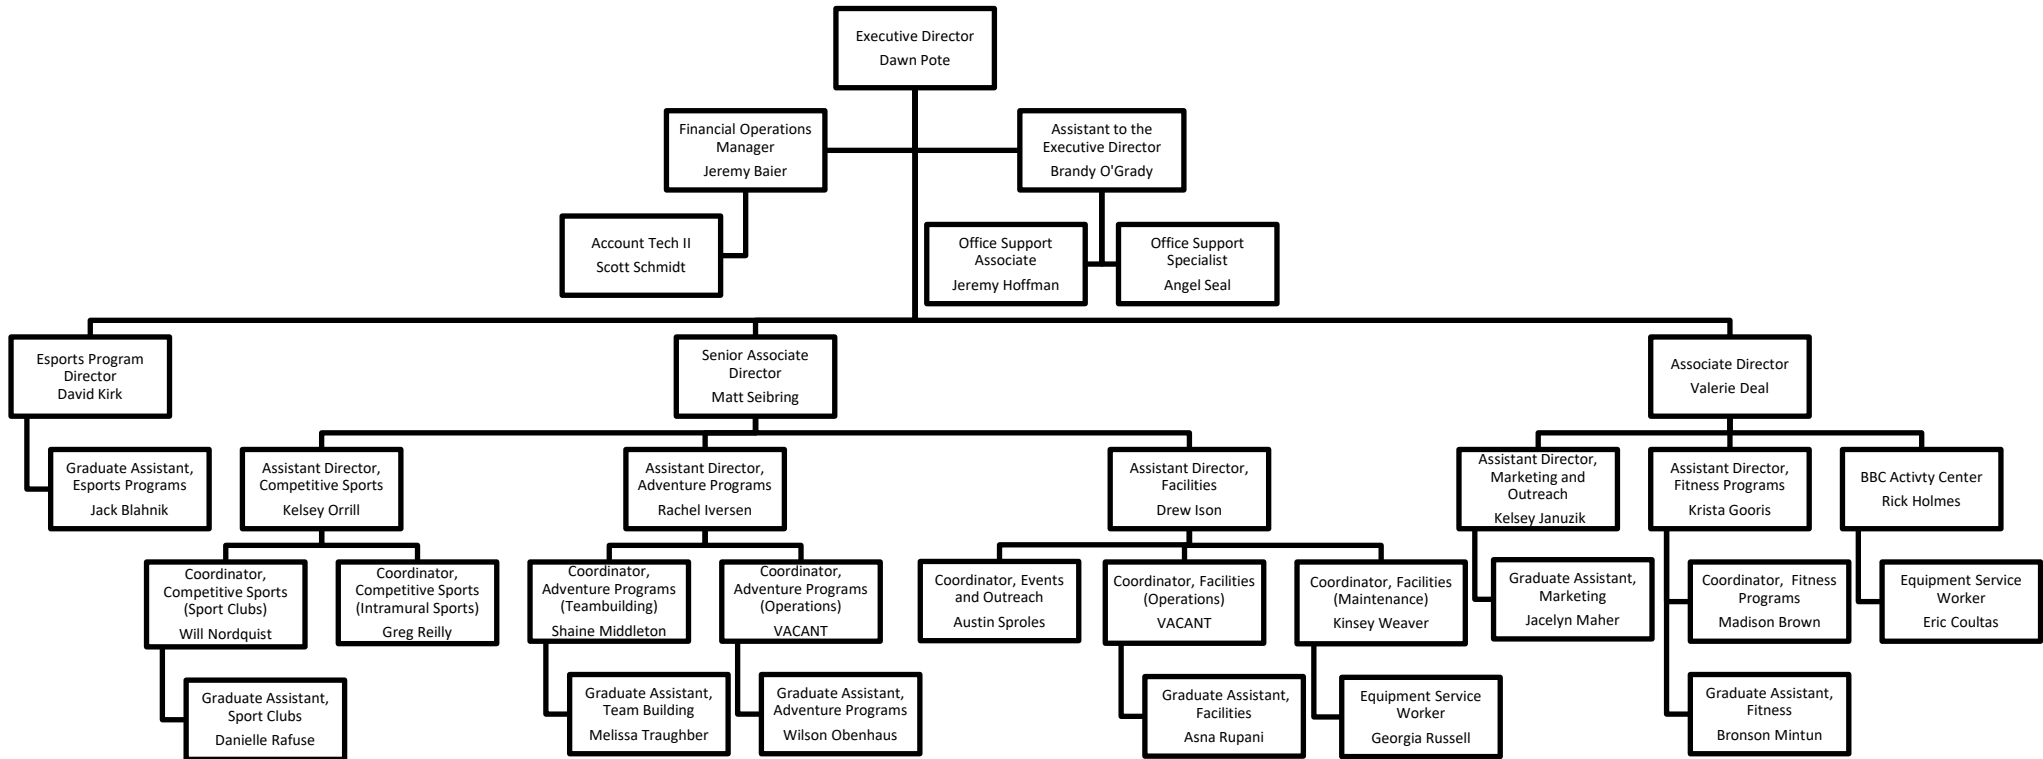 Executive Director
Dawn Pote
Financial Operations
Manager
Jeremy Baier
Assistant to the
Executive Director
Brandy O'Grady
Account Tech II
Scott Schmidt
Office Support
Associate
Jeremy Hoffman
Office Support
Specialist
Angel Seal
Esports Program
Director
David Kirk
Senior Associate
Director
Matt Seibring
Associate Director
Valerie Deal
Graduate Assistant,
Esports Programs
Jack Blahnik
Assistant Director,
Competitive Sports
Kelsey Orrill
Assistant Director,
Adventure Programs
Rachel Iversen
Assistant Director,
Facilities
Drew Ison
Assistant Director,
Marketing and
Outreach
Kelsey Januzik
Assistant Director,
Fitness Programs
Krista Gooris
BBC Activty Center
Rick Holmes
Coordinator,
Competitive Sports
(Sport Clubs)
Will Nordquist
Coordinator,
Competitive Sports
(Intramural Sports)
Greg Reilly
Coordinator,
Adventure Programs
(Teambuilding)
Shaine Middleton
Coordinator,
Adventure Programs
(Operations)
VACANT
Coordinator, Events
and Outreach
Austin Sproles
Coordinator, Facilities
(Operations)
VACANT
Coordinator, Facilities
(Maintenance)
Kinsey Weaver
Graduate Assistant,
Marketing
Jacelyn Maher
Coordinator, Fitness
Programs
Madison Brown
Equipment Service
Worker
Eric Coultas
Graduate Assistant,
Sport Clubs
Danielle Rafuse
Graduate Assistant,
Team Building
Melissa Traughber
Graduate Assistant,
Adventure Programs
Wilson Obenhaus
Graduate Assistant,
Facilities
Asna Rupani
Equipment Service
Worker
Georgia Russell
Graduate Assistant,
Fitness
Bronson Mintun